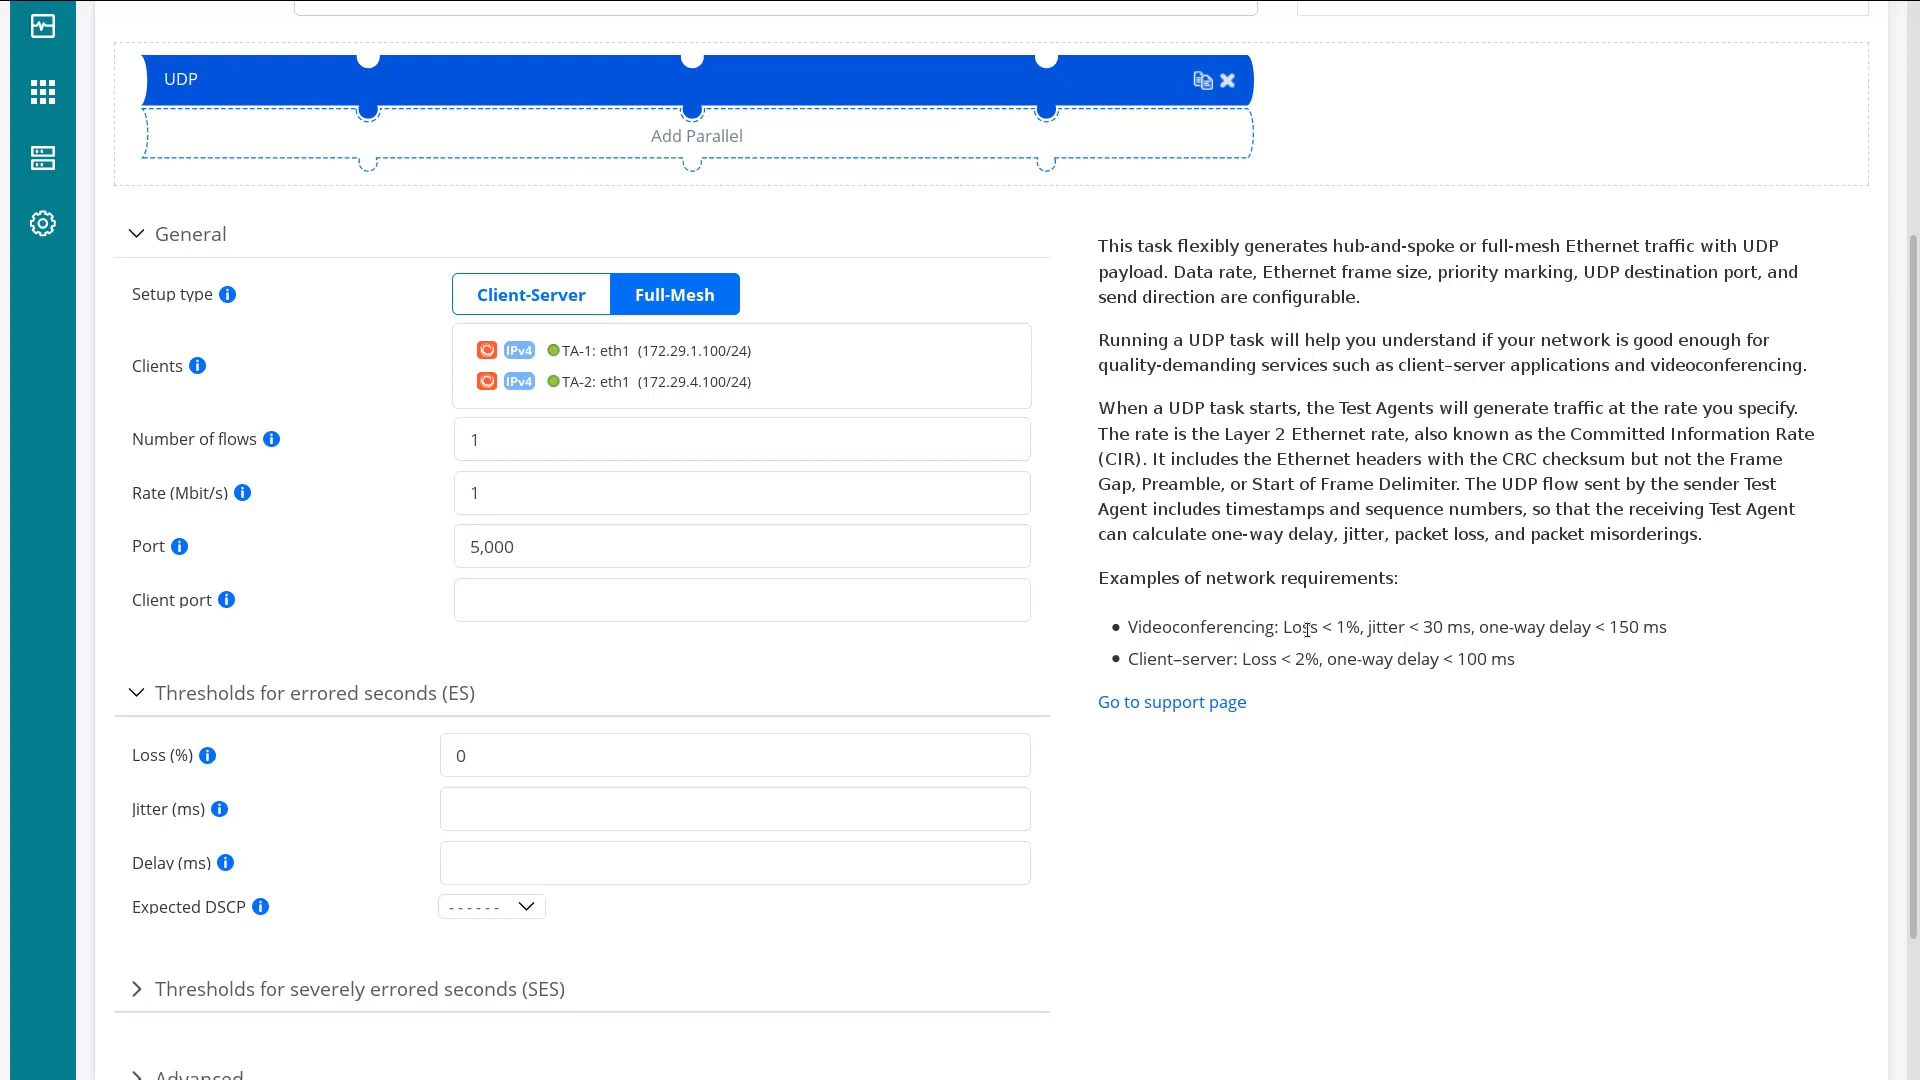 UDP
Add Parallel
General
Setup type
Client-Server
Full-Mesh
Clients
IPv4 TA-1: eth1 (172.29.1.100/24)
IPv4 TA-2: eth1 (172.29.4.100/24)
Number of flows
1
Rate (Mbit/s)
1
Port
5,000
Client port
Thresholds for errored seconds (ES)
Loss (%)
0
Jitter (ms)
Delay (ms)
Expected DSCP
------
Thresholds for severely errored seconds (SES)
Advanced
This task flexibly generates hub-and-spoke or full-mesh Ethernet traffic with UDP
payload. Data rate, Ethernet frame size, priority marking, UDP destination port, and
send direction are configurable.
Running a UDP task will help you understand if your network is good enough for
quality-demanding services such as client–server applications and videoconferencing.
When a UDP task starts, the Test Agents will generate traffic at the rate you specify.
The rate is the Layer 2 Ethernet rate, also known as the Committed Information Rate
(CIR). It includes the Ethernet headers with the CRC checksum but not the Frame
Gap, Preamble, or Start of Frame Delimiter. The UDP flow sent by the sender Test
Agent includes timestamps and sequence numbers, so that the receiving Test Agent
can calculate one-way delay, jitter, packet loss, and packet misorderings.
Examples of network requirements:
• Videoconferencing: Loss < 1%, jitter < 30 ms, one-way delay < 150 ms
• Client–server: Loss < 2%, one-way delay < 100 ms
Go to support page